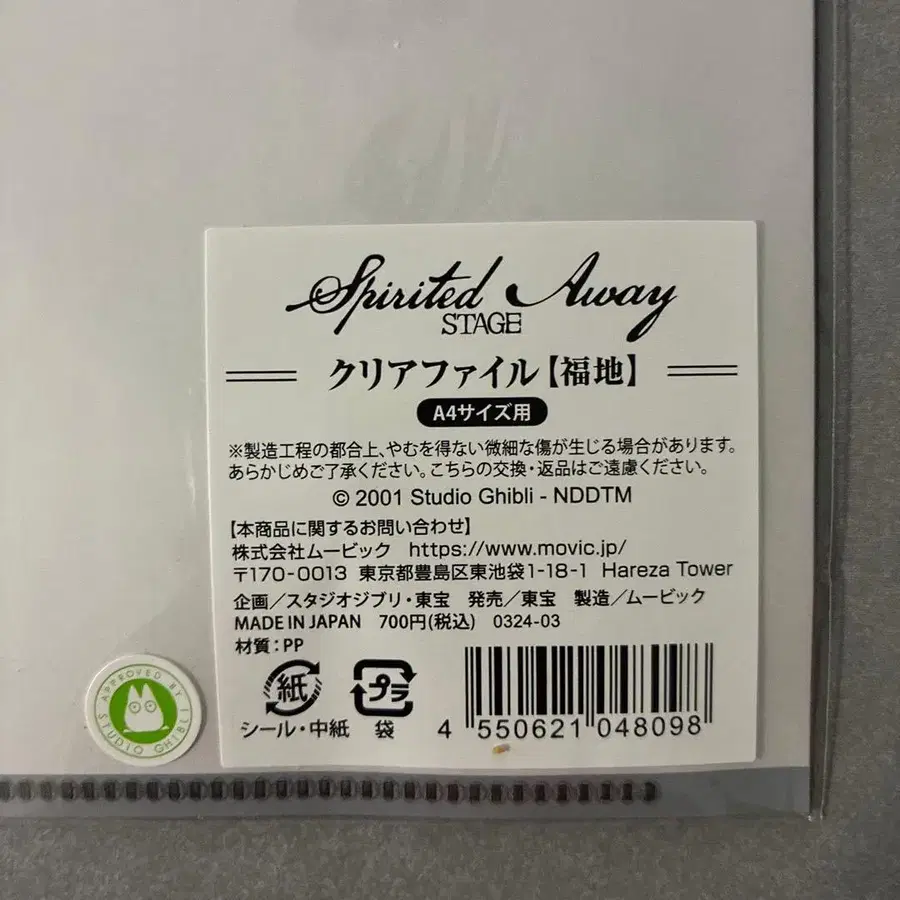 Spirited Away
STAGE
クリアファイル【福地】
A4サイズ用
※製造工程の都合上、やむを得ない微細な傷が生じる場合があります。
あらかじめご了承ください。こちらの交換・返品はご遠慮ください。
© 2001 Studio Ghibli - NDDTM
【本商品に関するお問い合わせ】
株式会社ムービック https://www.movic.jp/
〒170-0013 東京都豊島区東池袋1-18-1 Hareza Tower
企画／スタジオジブリ・東宝 発売／東宝 製造／ムービック
MADE IN JAPAN 700円(税込) 0324-03
材質：PP
紙 プラ
シール・中紙 袋
4 550621 048098
APPROVED BY STUDIO GHIBLI